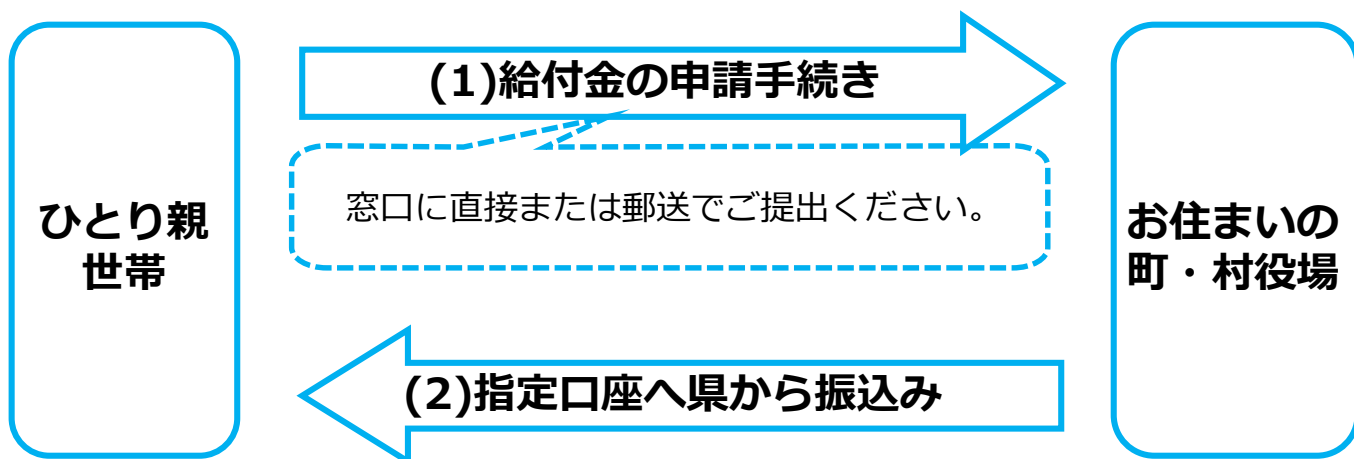 (1)給付金の申請手続き
窓口に直接または郵送でご提出ください。
ひとり親
世帯
お住まいの
町・村役場
(2)指定口座へ県から振込み